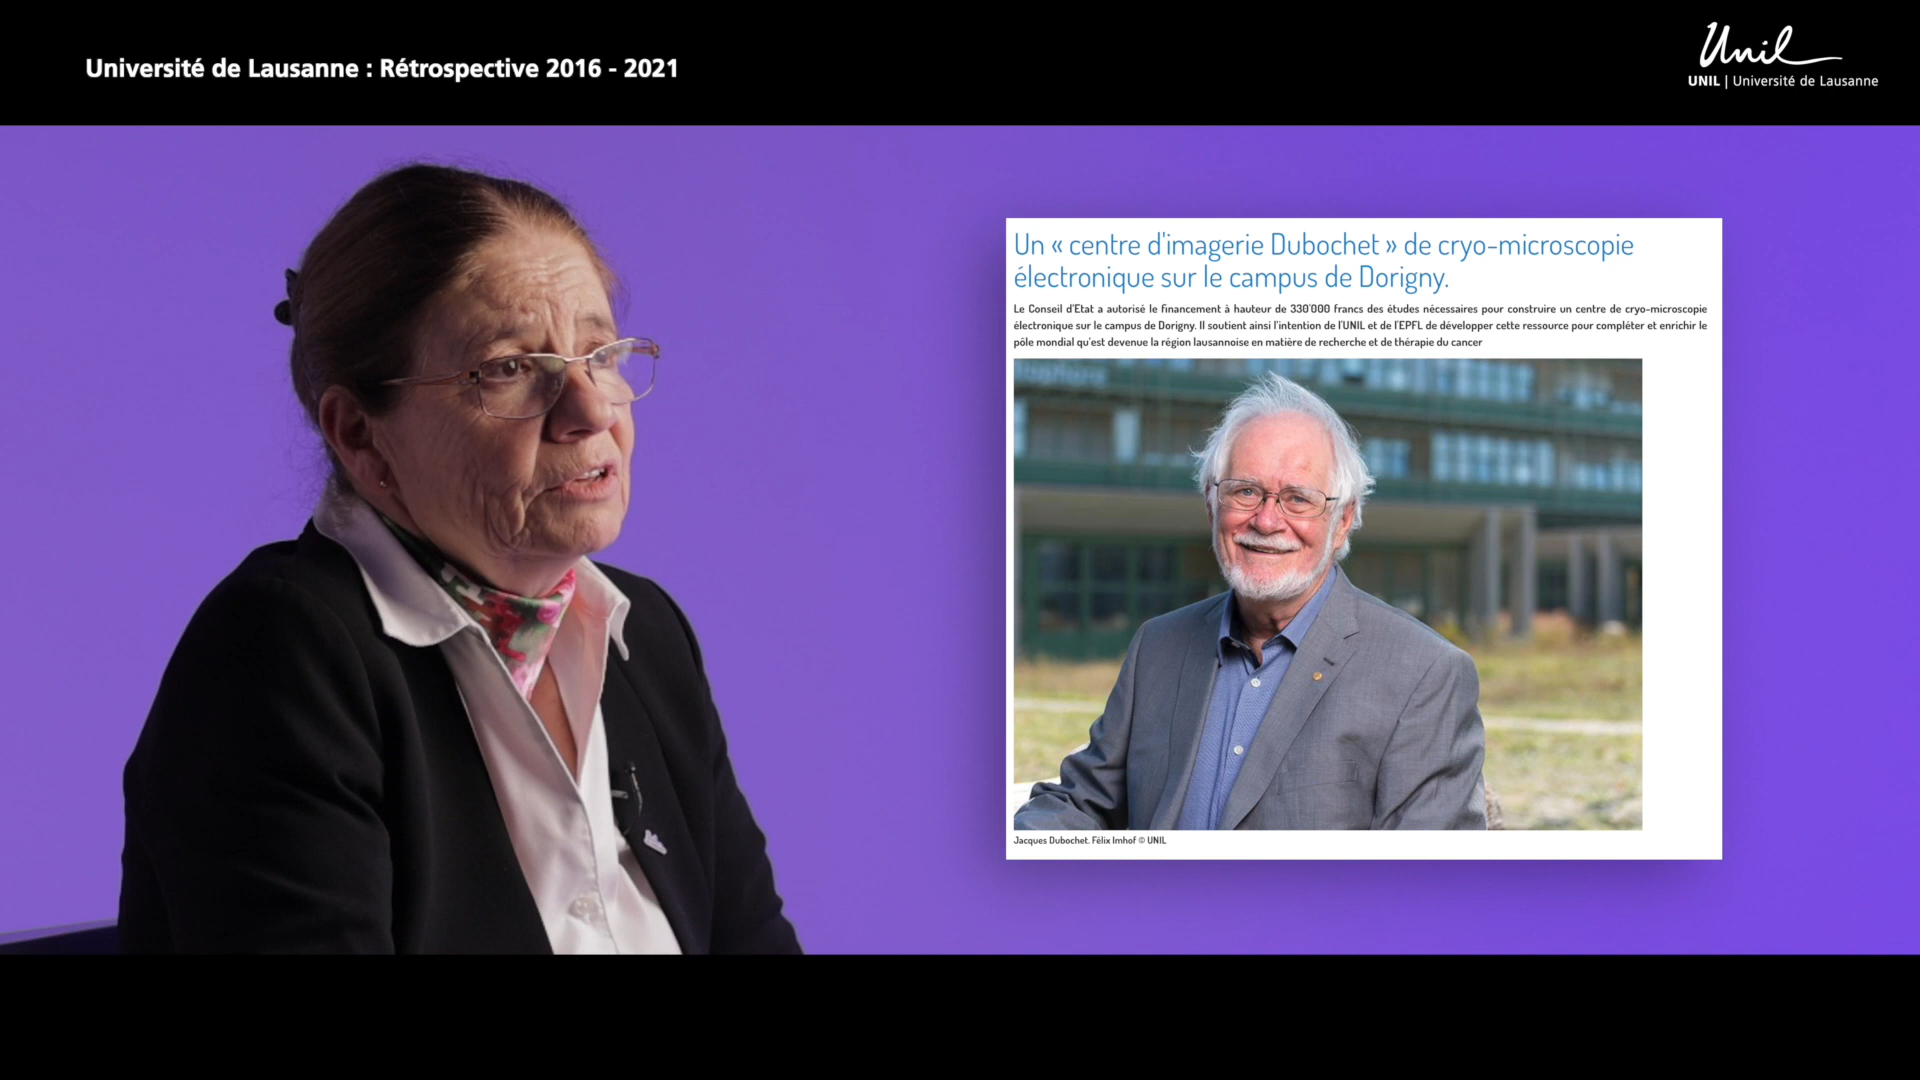 Université de Lausanne : Rétrospective 2016 - 2021
Unil
UNIL | Université de Lausanne
Un « centre d'imagerie Dubochet » de cryo-microscopie
électronique sur le campus de Dorigny.
Le Conseil d'Etat a autorisé le financement à hauteur de 330'000 francs des études nécessaires pour construire un centre de cryo-microscopie
électronique sur le campus de Dorigny. Il soutient ainsi l'intention de l'UNIL et de l'EPFL de développer cette ressource pour compléter et enrichir le
pôle mondial qu'est devenue la région lausannoise en matière de recherche et de thérapie du cancer
Jacques Dubochet. Félix Imhof © UNIL